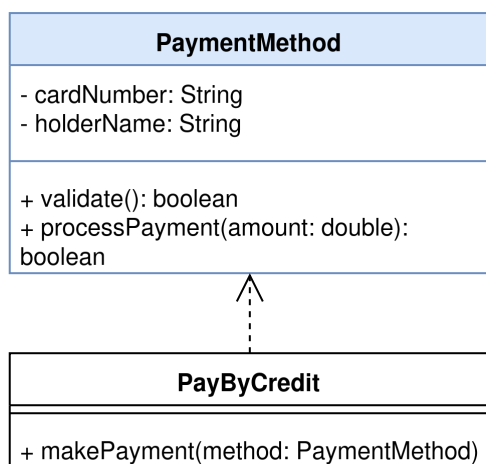 PaymentMethod
- cardNumber: String
- holderName: String
+ validate(): boolean
+ processPayment(amount: double):
boolean
PayByCredit
+ makePayment(method: PaymentMethod)